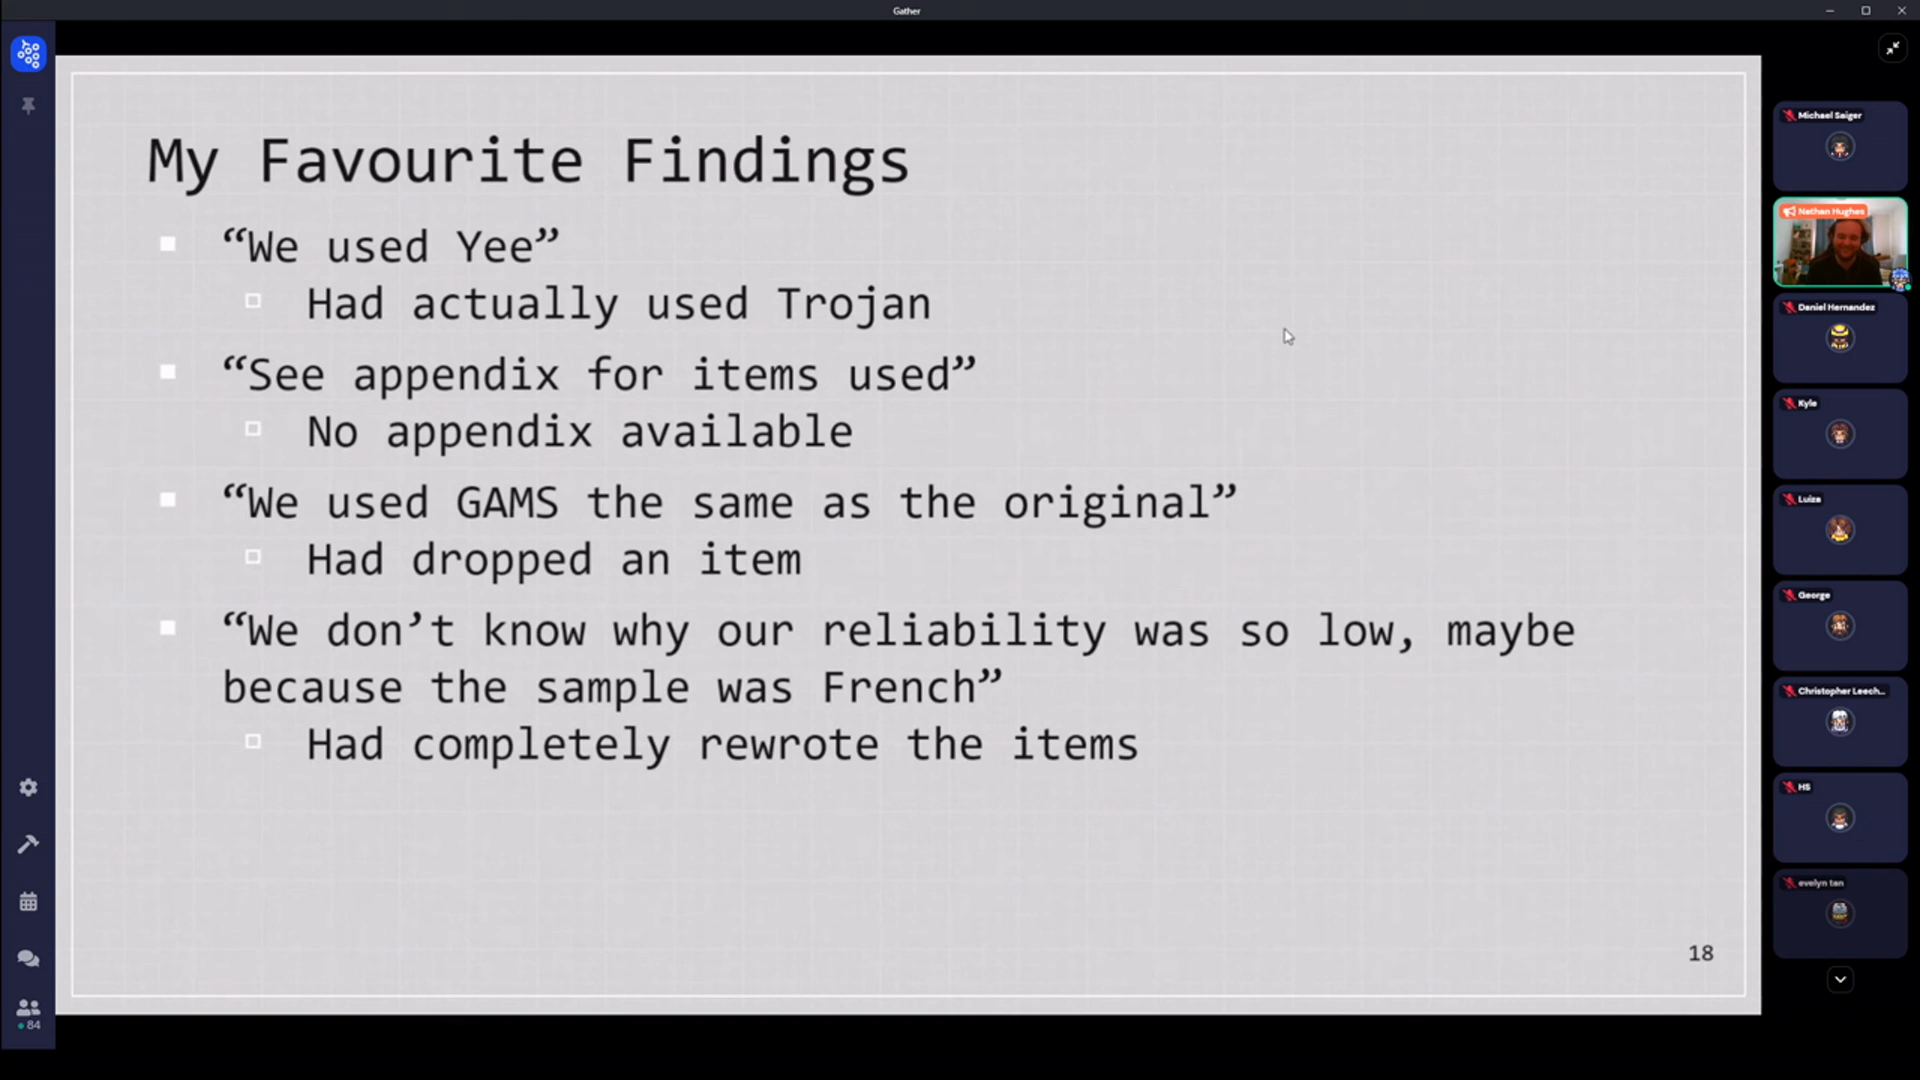 Gather
My Favourite Findings
“We used Yee”
Had actually used Trojan
“See appendix for items used”
No appendix available
“We used GAMS the same as the original”
Had dropped an item
“We don’t know why our reliability was so low, maybe
because the sample was French”
Had completely rewrote the items
18
Michael Saiger
Nathan Hughes
Daniel Hernandez
Kyle
Luiza
George
Christopher Leech...
HS
evelyn tan
84